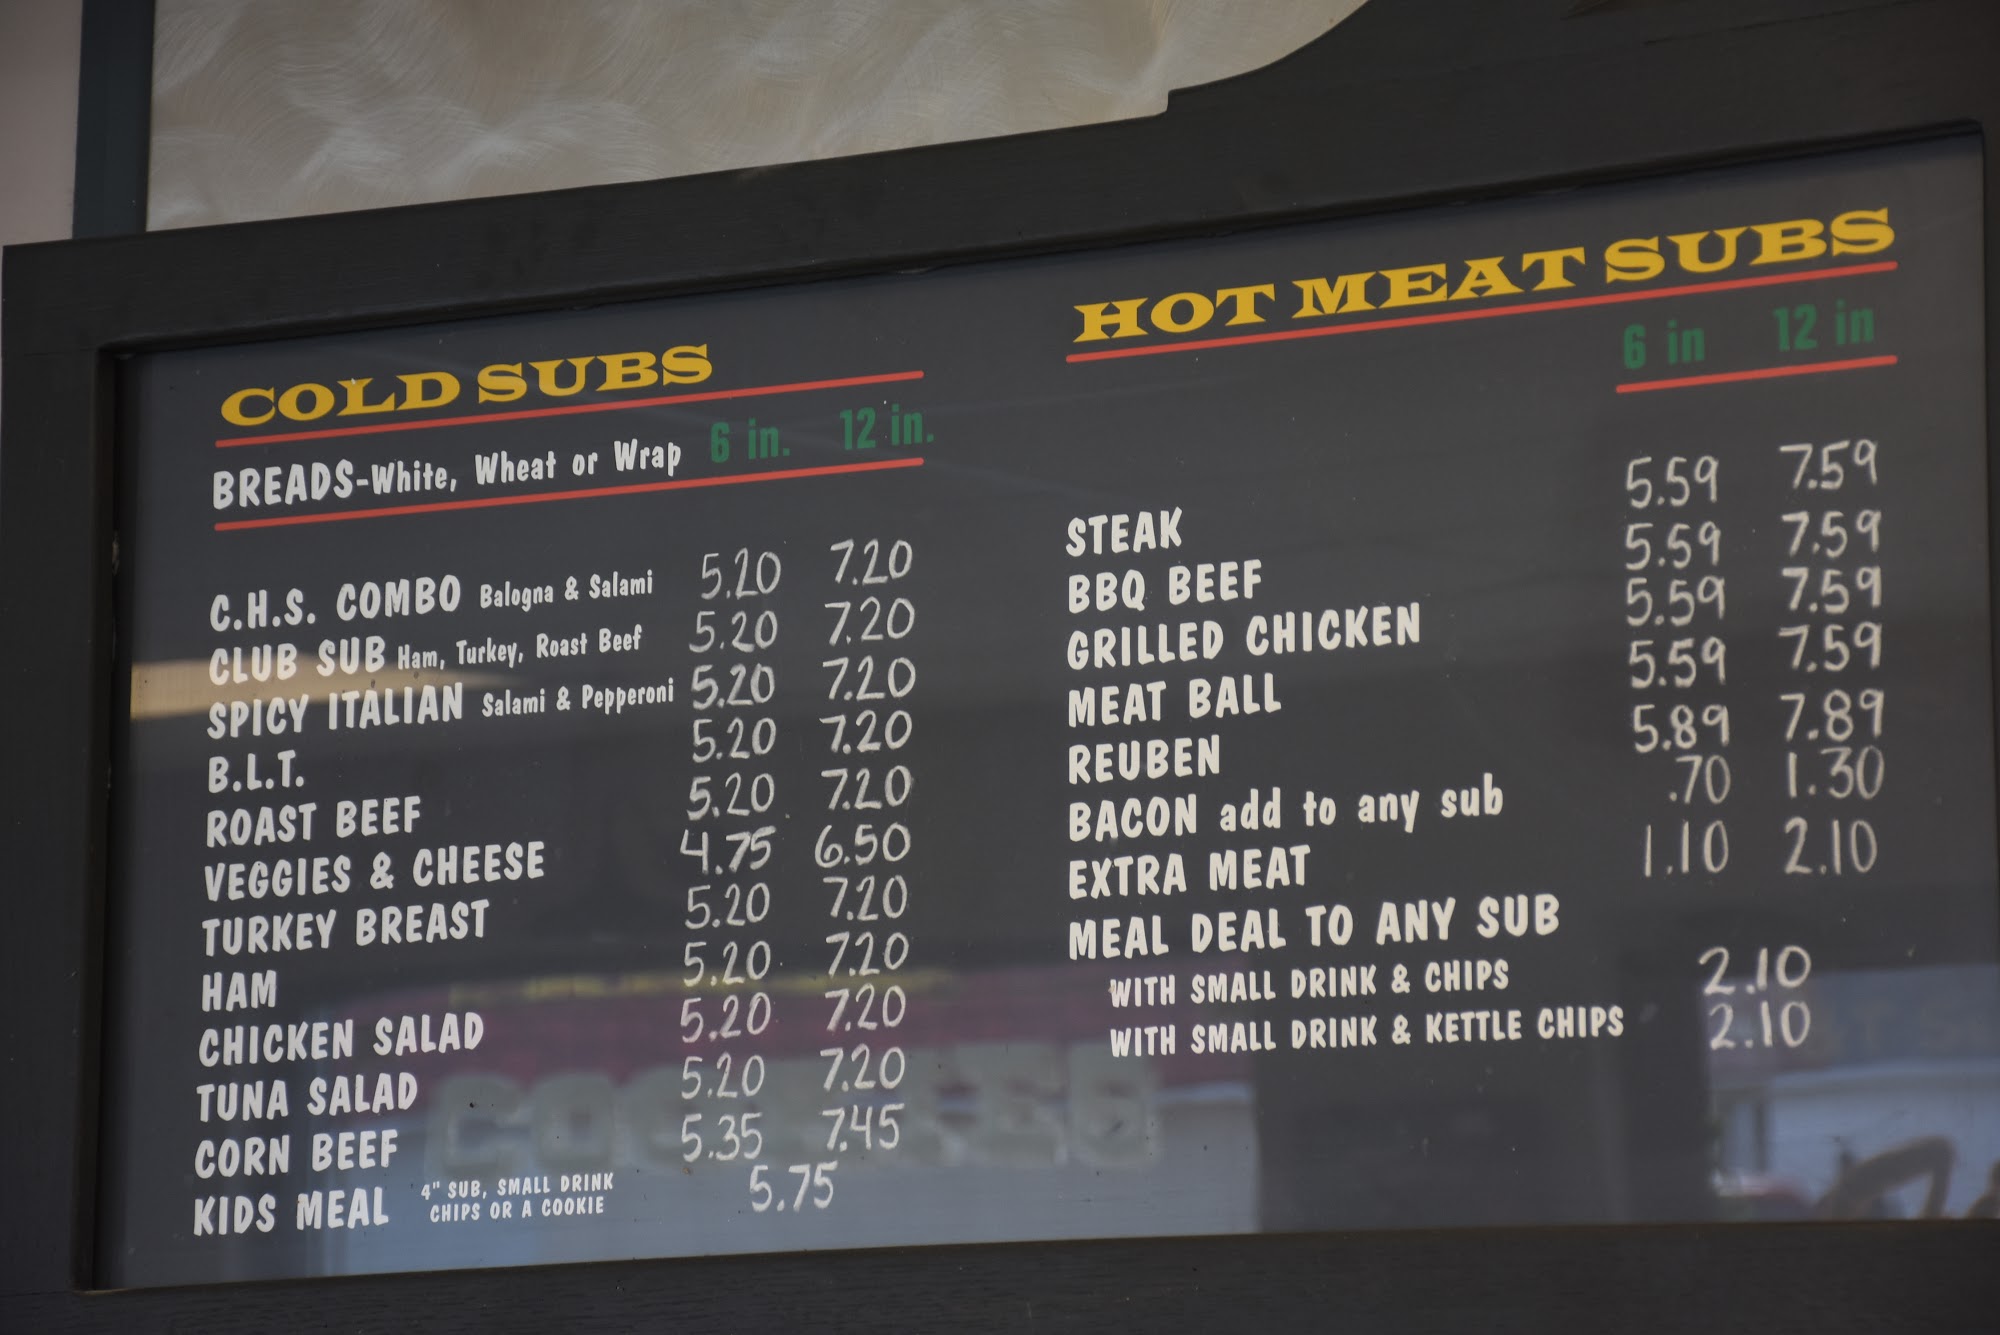 COLD SUBS
BREADS-White, Wheat or Wrap 6 in. 12 in.
C.H.S. COMBO Balogna & Salami 5.20 7.20
CLUB SUB Ham, Turkey, Roast Beef 5.20 7.20
SPICY ITALIAN Salami & Pepperoni 5.20 7.20
B.L.T. 5.20 7.20
ROAST BEEF 5.20 7.20
VEGGIES & CHEESE 4.75 6.50
TURKEY BREAST 5.20 7.20
HAM 5.20 7.20
CHICKEN SALAD 5.20 7.20
TUNA SALAD 5.20 7.20
CORN BEEF 5.35 7.45
KIDS MEAL 4" SUB, SMALL DRINK 5.75
CHIPS OR A COOKIE
HOT MEAT SUBS
6 in 12 in
STEAK 5.59 7.59
BBQ BEEF 5.59 7.59
GRILLED CHICKEN 5.59 7.59
MEAT BALL 5.59 7.59
REUBEN 5.89 7.89
BACON add to any sub .70 1.30
EXTRA MEAT 1.10 2.10
MEAL DEAL TO ANY SUB
WITH SMALL DRINK & CHIPS 2.10
WITH SMALL DRINK & KETTLE CHIPS 2.10